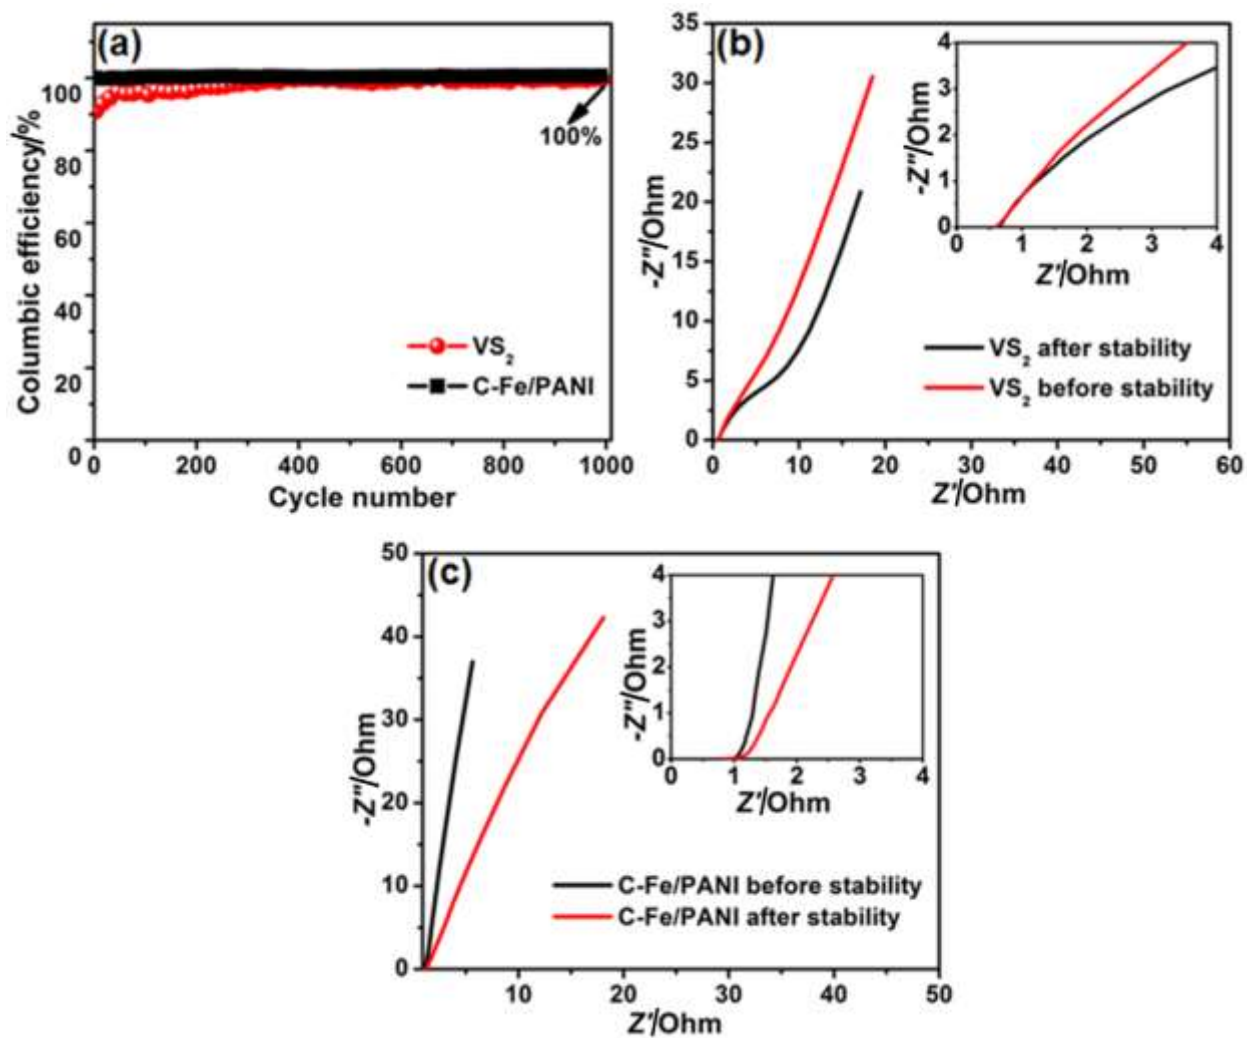 (a)
Columbic efficiency/%
100
80
60
40
20
0
100%
VS2
C-Fe/PANI
0 200 400 600 800 1000
Cycle number
(b)
-Z"/Ohm
35
30
25
20
15
10
5
0
VS2 after stability
VS2 before stability
0 10 20 30 40 50 60
Z'/Ohm
-Z"/Ohm
4
3
2
1
0
0 1 2 3 4
Z'/Ohm
(c)
-Z"/Ohm
50
40
30
20
10
0
C-Fe/PANI before stability
C-Fe/PANI after stability
10 20 30 40 50
Z'/Ohm
-Z"/Ohm
4
3
2
1
0
0 1 2 3 4
Z'/Ohm